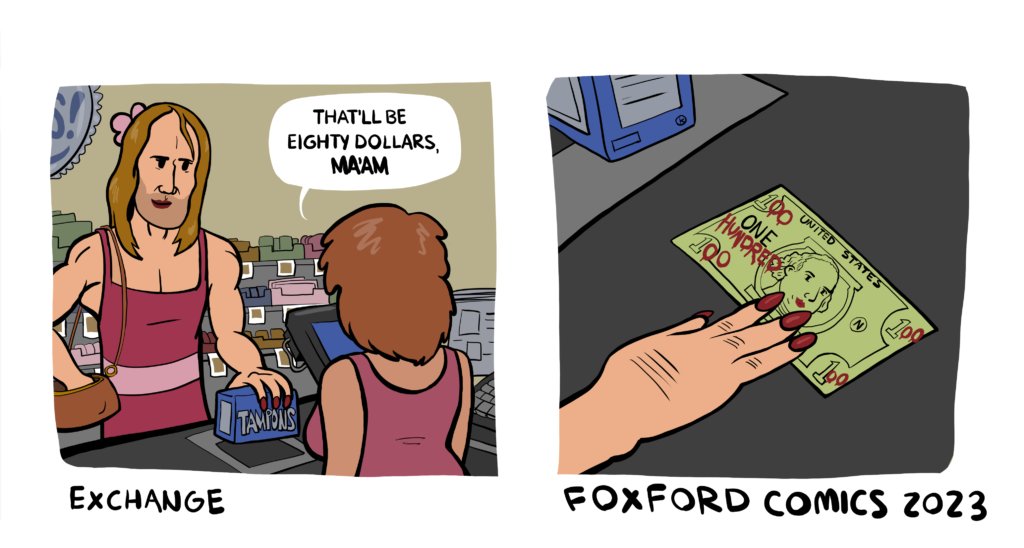 S!
THAT'LL BE
EIGHTY DOLLARS,
MA'AM
TAMPONS
EXCHANGE
100
UNITED STATES
ONE
HUNDRED
100
N
100
100
N
FOXFORD COMICS 2023